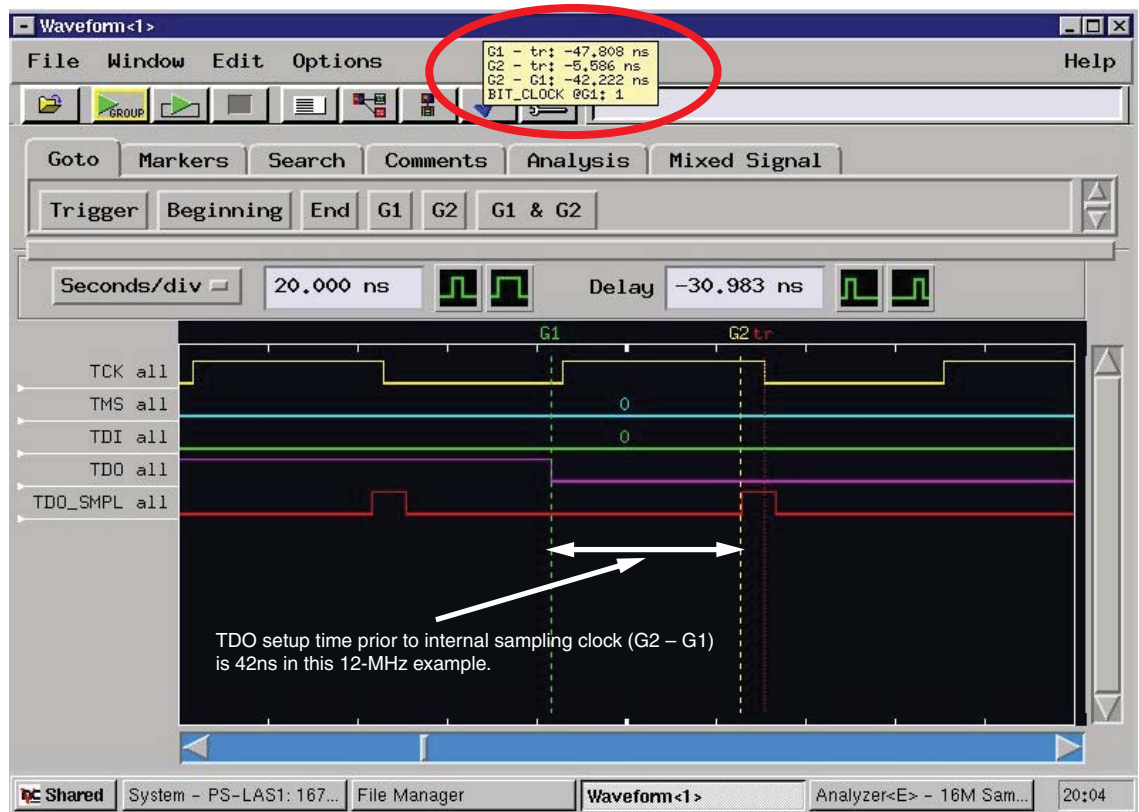 Waveform<1>
G1 - tr: -47.808 ns
G2 - tr: -5.586 ns
G2 - G1: -42.222 ns
BIT_CLOCK @G1: 1
File Window Edit Options Help
GROUP
Goto Markers Search Comments Analysis Mixed Signal
Trigger Beginning End G1 G2 G1 & G2
Seconds/div 20.000 ns Delay -30.983 ns
G1 G2 tr
TCK all
TMS all 0
TDI all 0
TDO all
TDO_SMPL all
TDO setup time prior to internal sampling clock (G2 – G1)
is 42ns in this 12-MHz example.
Shared System - PS-LAS1: 167... File Manager Waveform<1> Analyzer<E> - 16M Sam... 20:04